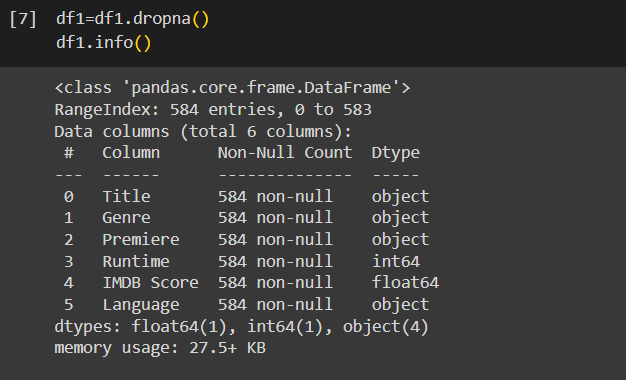 [7] df1=df1.dropna()
df1.info()
<class 'pandas.core.frame.DataFrame'>
RangeIndex: 584 entries, 0 to 583
Data columns (total 6 columns):
 #   Column      Non-Null Count  Dtype
---  ------      --------------  -----
 0   Title       584 non-null    object
 1   Genre       584 non-null    object
 2   Premiere    584 non-null    object
 3   Runtime     584 non-null    int64
 4   IMDB Score  584 non-null    float64
 5   Language    584 non-null    object
dtypes: float64(1), int64(1), object(4)
memory usage: 27.5+ KB